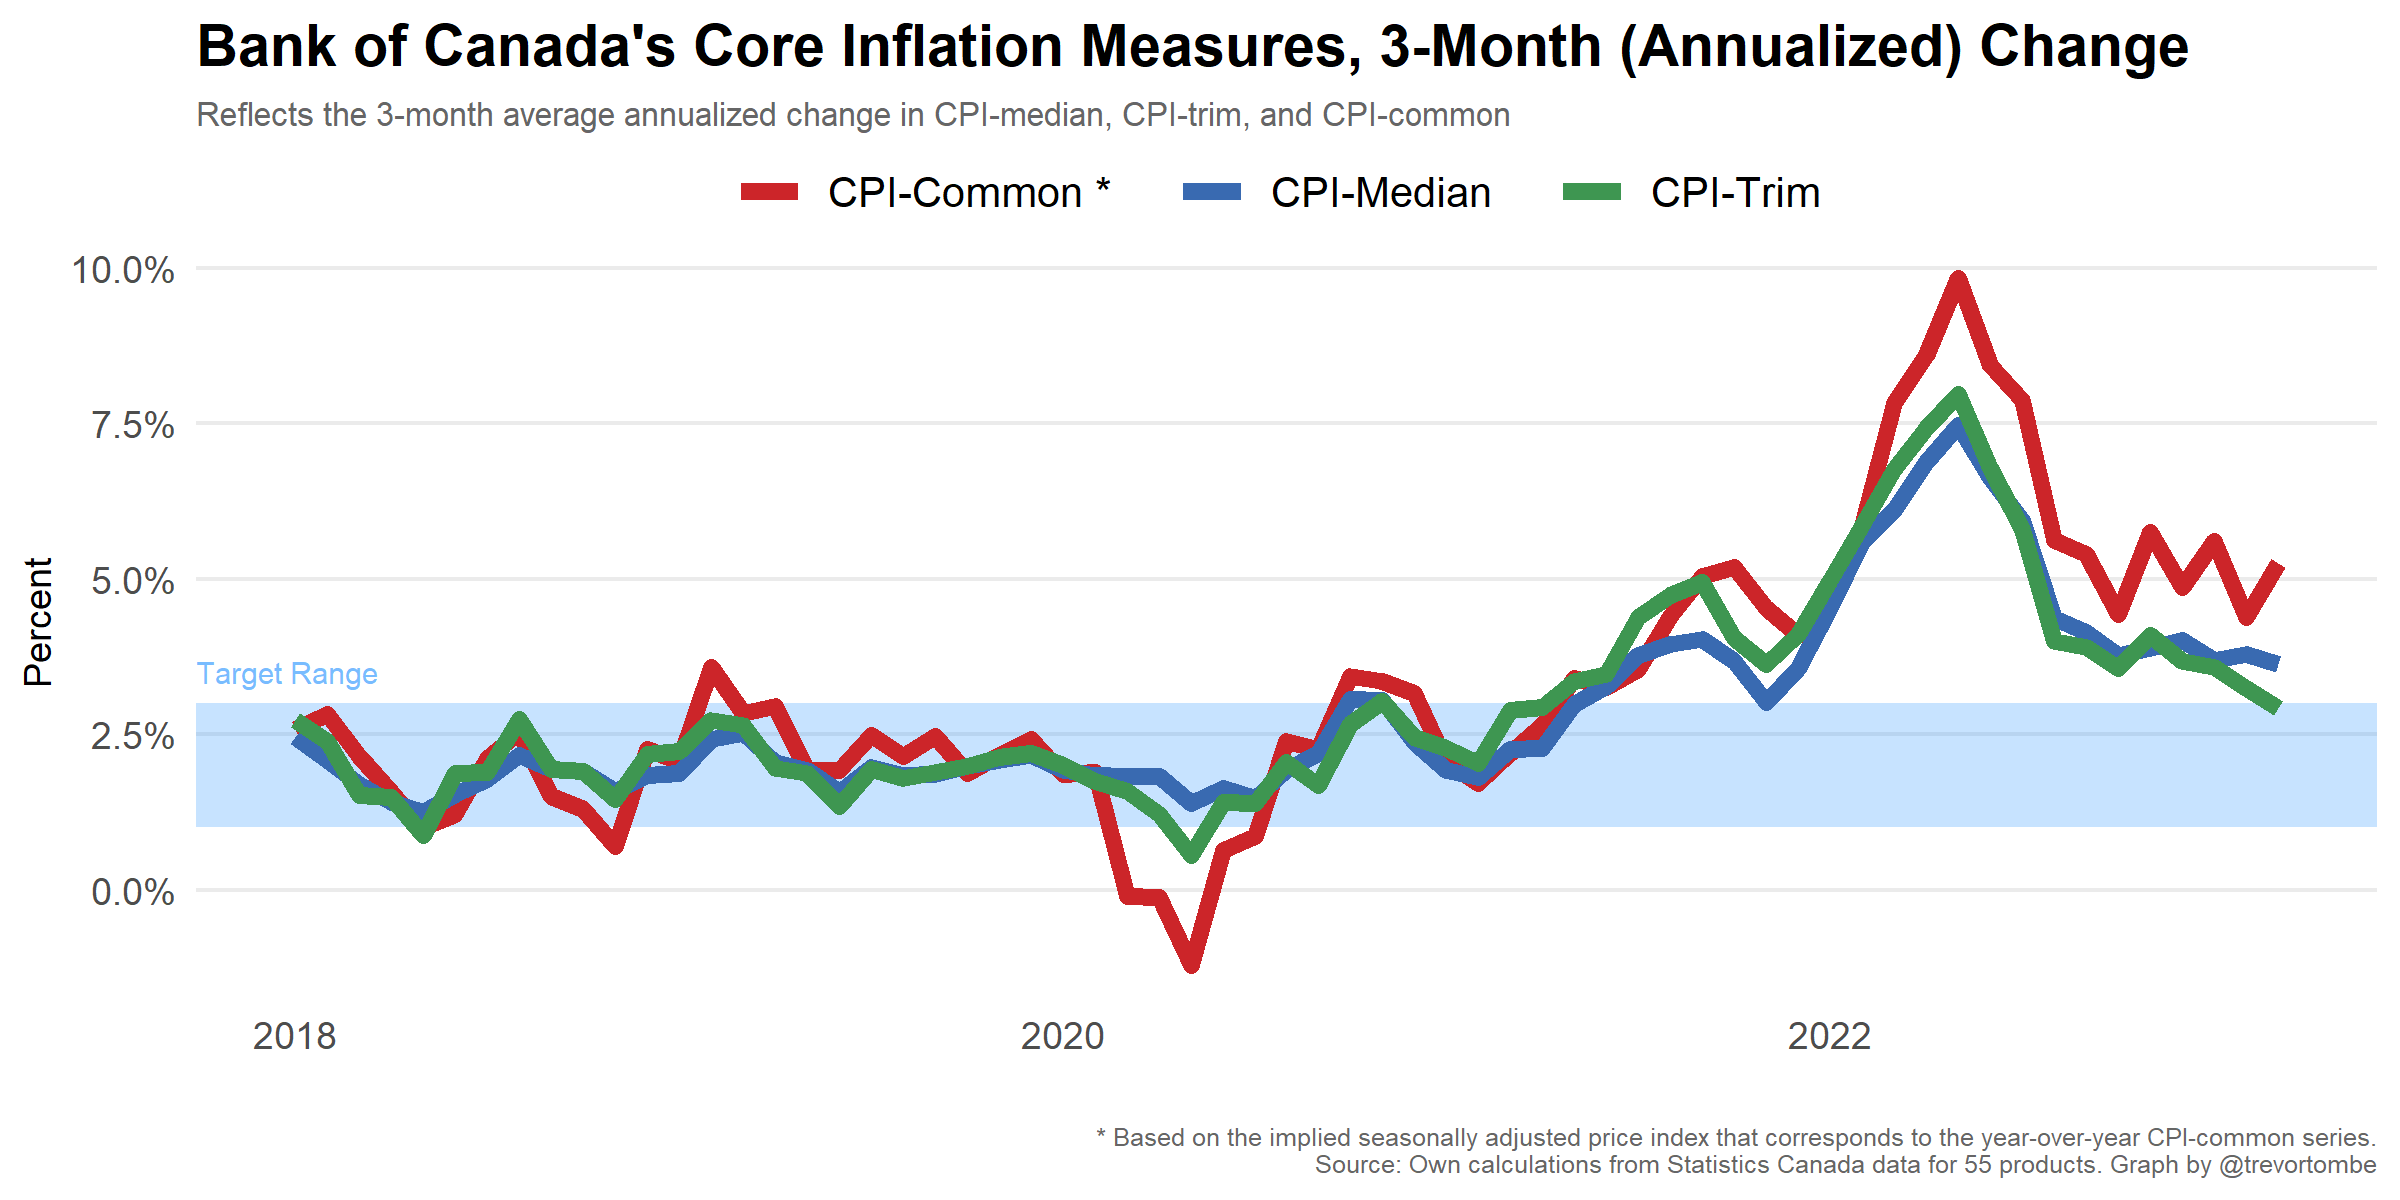 Bank of Canada's Core Inflation Measures, 3-Month (Annualized) Change
Reflects the 3-month average annualized change in CPI-median, CPI-trim, and CPI-common
CPI-Common *
CPI-Median
CPI-Trim
10.0%
7.5%
5.0%
2.5%
0.0%
Percent
Target Range
2018
2020
2022
* Based on the implied seasonally adjusted price index that corresponds to the year-over-year CPI-common series.
Source: Own calculations from Statistics Canada data for 55 products. Graph by @trevortombe